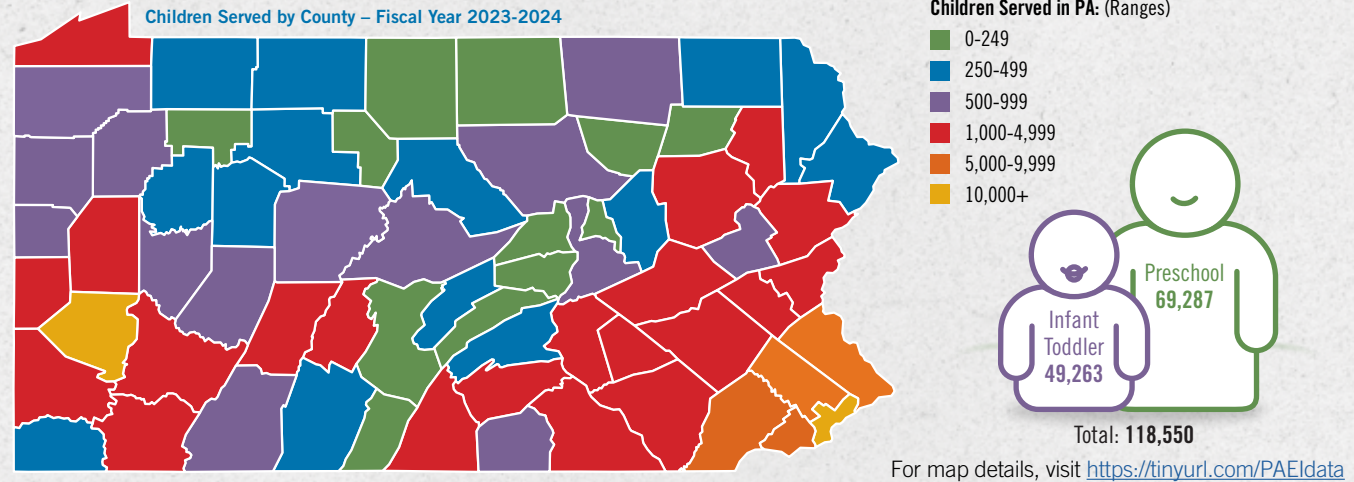 Children Served by County – Fiscal Year 2023-2024
Children Served in PA: (Ranges)
0-249
250-499
500-999
1,000-4,999
5,000-9,999
10,000+
Preschool
69,287
Infant
Toddler
49,263
Total: 118,550
For map details, visit https://tinyurl.com/PAEIdata